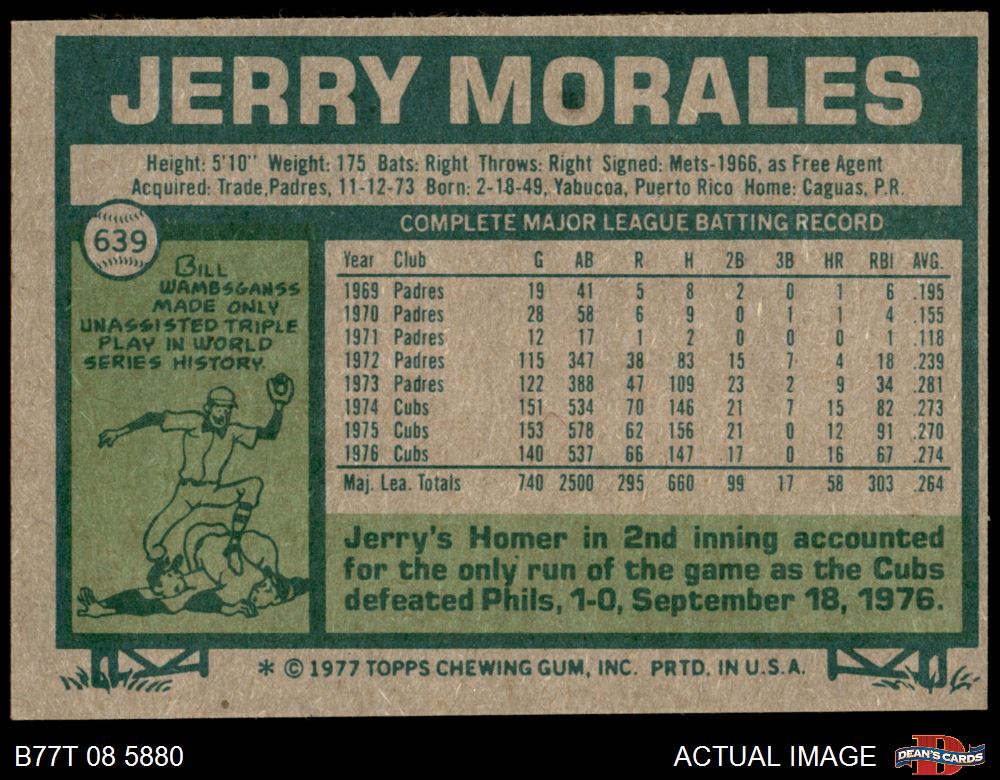 JERRY MORALES
Height: 5'10" Weight: 175 Bats: Right Throws: Right Signed: Mets-1966, as Free Agent
Acquired: Trade,Padres, 11-12-73 Born: 2-18-49, Yabucoa, Puerto Rico Home: Caguas, P.R.
639
BILL
WAMBSGANSS
MADE ONLY
UNASSISTED TRIPLE
PLAY IN WORLD
SERIES HISTORY.
COMPLETE MAJOR LEAGUE BATTING RECORD
Year Club G AB R H 2B 3B HR RBI AVG.
1969 Padres 19 41 5 8 2 0 1 6 .195
1970 Padres 28 58 6 9 0 1 1 4 .155
1971 Padres 12 17 1 2 0 0 0 1 .118
1972 Padres 115 347 38 83 15 7 4 18 .239
1973 Padres 122 388 47 109 23 2 9 34 .281
1974 Cubs 151 534 70 146 21 7 15 82 .273
1975 Cubs 153 578 62 156 21 0 12 91 .270
1976 Cubs 140 537 66 147 17 0 16 67 .274
Maj. Lea. Totals 740 2500 295 660 99 17 58 303 .264
Jerry's Homer in 2nd inning accounted
for the only run of the game as the Cubs
defeated Phils, 1-0, September 18, 1976.
* © 1977 TOPPS CHEWING GUM, INC. PRTD. IN U.S.A.
B77T 08 5880
ACTUAL IMAGE
D
DEAN'S CARDS